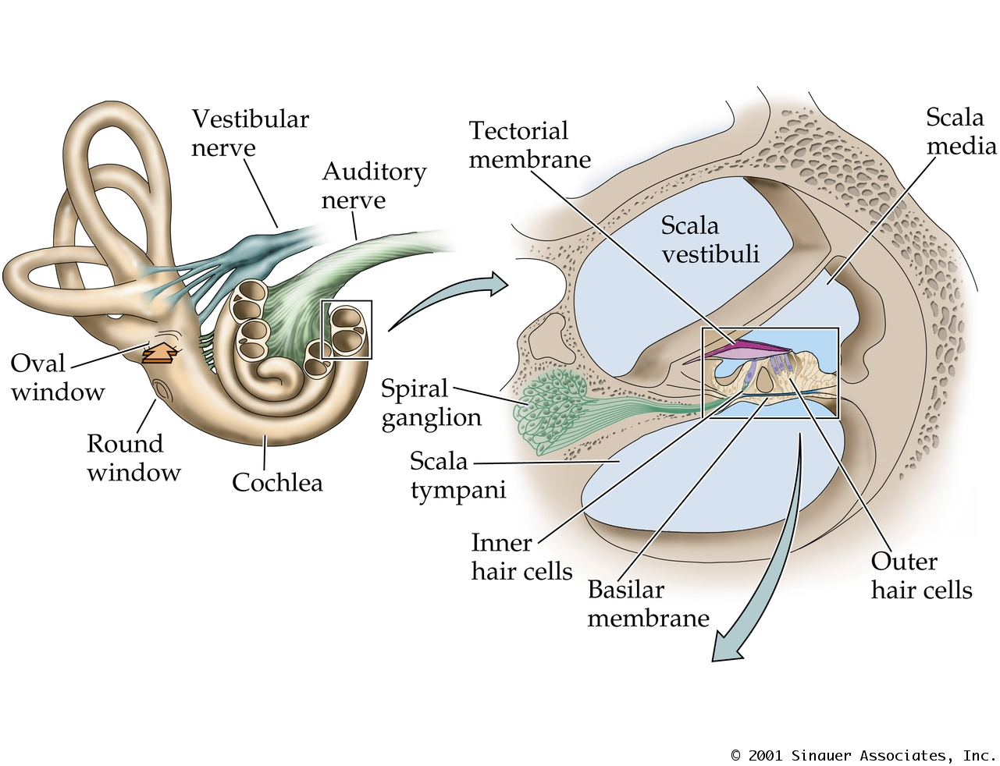 Vestibular
nerve
Auditory
nerve
Oval
window
Round
window
Cochlea
Tectorial
membrane
Scala
media
Scala
vestibuli
Spiral
ganglion
Scala
tympani
Inner
hair cells
Basilar
membrane
Outer
hair cells
© 2001 Sinauer Associates, Inc.